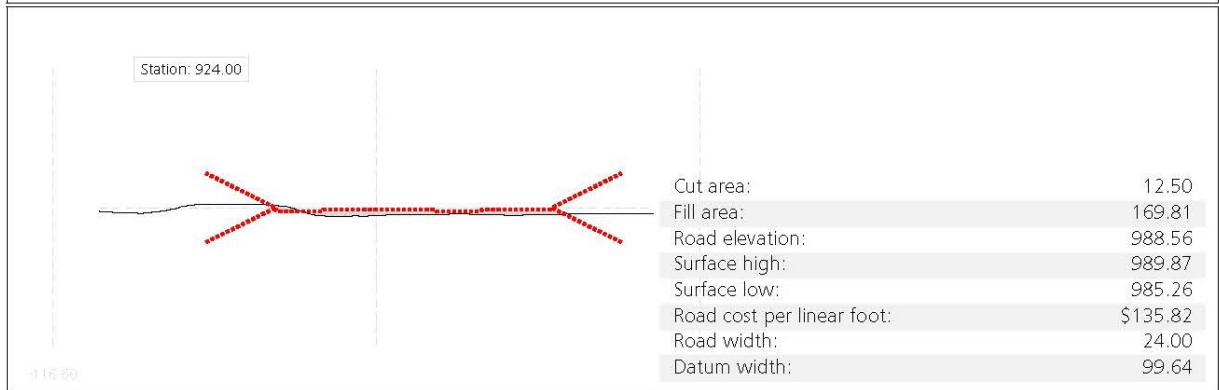 Station: 924.00
Cut area: 12.50
Fill area: 169.81
Road elevation: 988.56
Surface high: 989.87
Surface low: 985.26
Road cost per linear foot: $135.82
Road width: 24.00
Datum width: 99.64
-116.60